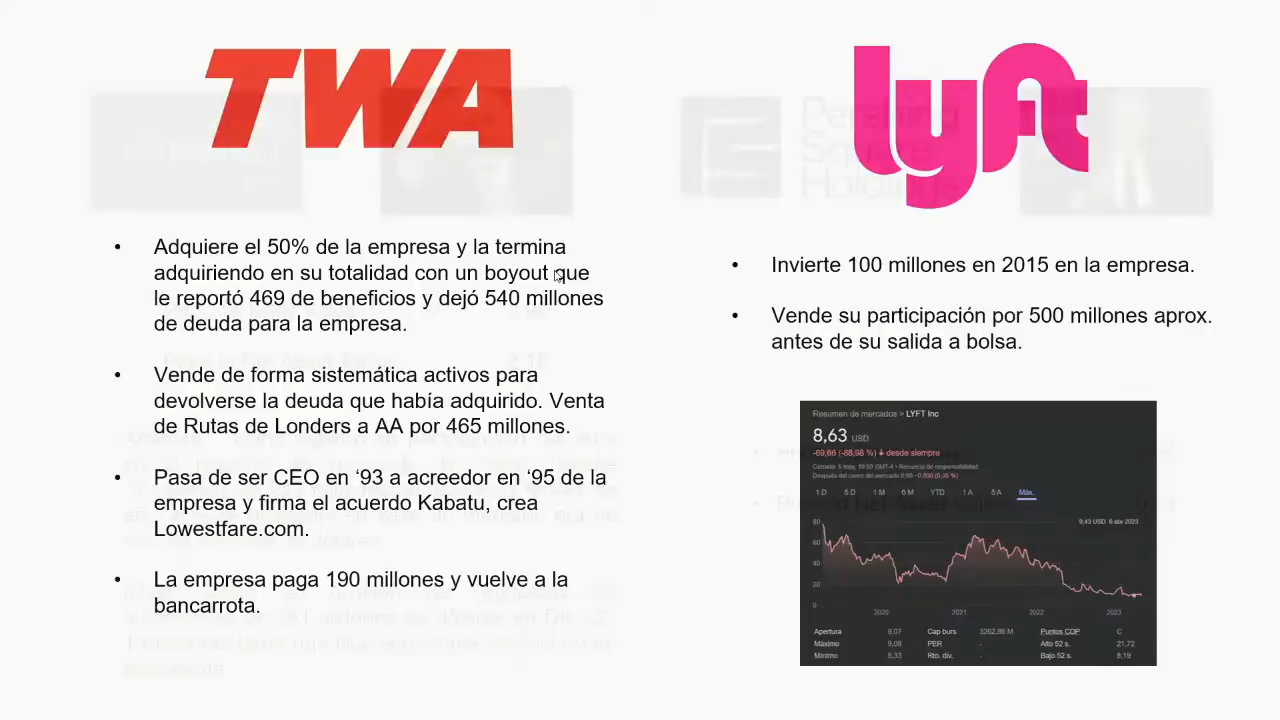 TWA
• Adquiere el 50% de la empresa y la termina
adquiriendo en su totalidad con un boyout que
le reportó 469 de beneficios y dejó 540 millones
de deuda para la empresa.
• Vende de forma sistemática activos para
devolverse la deuda que había adquirido. Venta
de Rutas de Londers a AA por 465 millones.
• Pasa de ser CEO en ‘93 a acreedor en ‘95 de la
empresa y firma el acuerdo Kabatu, crea
Lowestfare.com.
• La empresa paga 190 millones y vuelve a la
bancarrota.
lyft
Pershing
Square
Holdings
• Invierte 100 millones en 2015 en la empresa.
• Vende su participación por 500 millones aprox.
antes de su salida a bolsa.
Resumen de mercados > LYFT Inc
8,63 USD
-69,66 (-88,98 %) ↓ desde siempre
1 D 5 D 1 M 6 M YTD 1 A 5 A Máx.
9,43 USD 6 abr 2023
80
60
40
20
0
2020 2021 2022 2023
Apertura 9,07 Cap burs 3262,86 M Puntos CDP C
Máximo 9,08 PER - Alto 52 s. 21,72
Mínimo 8,33 Rto. div. - Bajo 52 s. 8,19